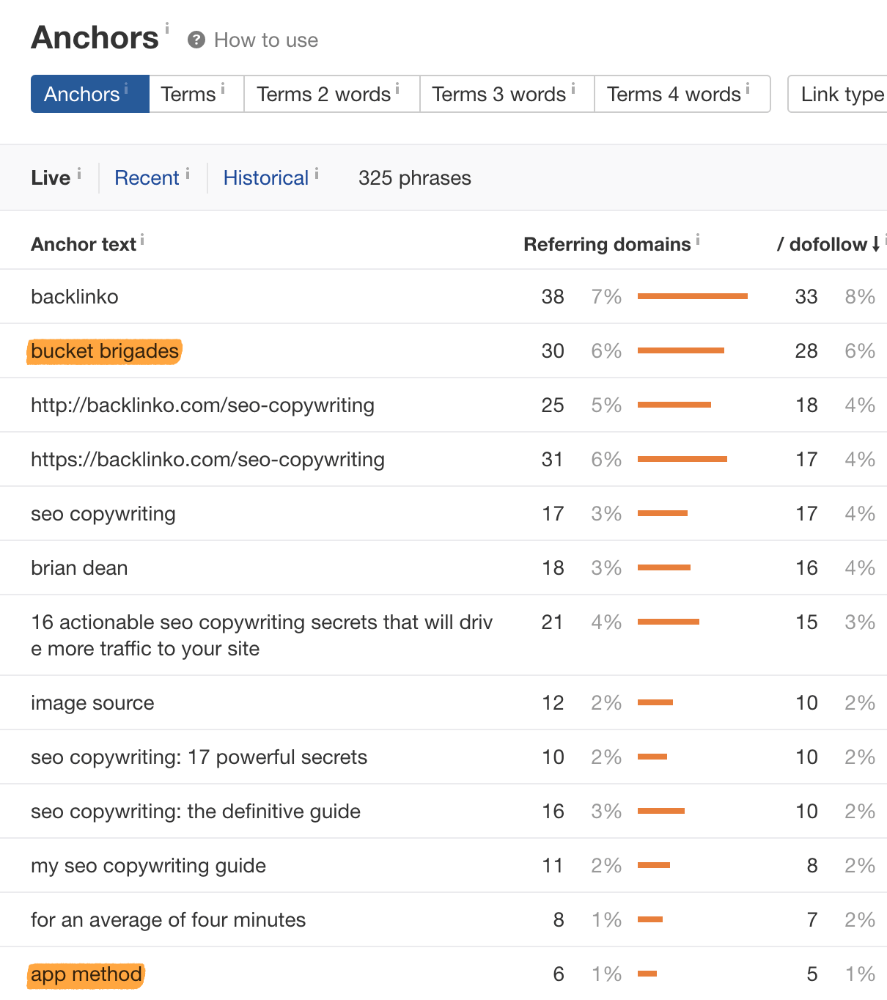 Anchors i ? How to use
Anchors i Terms i Terms 2 words i Terms 3 words i Terms 4 words i Link type
Live i Recent i Historical i 325 phrases
Anchor text i Referring domains i / dofollow ↓ i
backlinko 38 7% 33 8%
bucket brigades 30 6% 28 6%
http://backlinko.com/seo-copywriting 25 5% 18 4%
https://backlinko.com/seo-copywriting 31 6% 17 4%
seo copywriting 17 3% 17 4%
brian dean 18 3% 16 4%
16 actionable seo copywriting secrets that will driv 21 4% 15 3%
e more traffic to your site
image source 12 2% 10 2%
seo copywriting: 17 powerful secrets 10 2% 10 2%
seo copywriting: the definitive guide 16 3% 10 2%
my seo copywriting guide 11 2% 8 2%
for an average of four minutes 8 1% 7 2%
app method 6 1% 5 1%